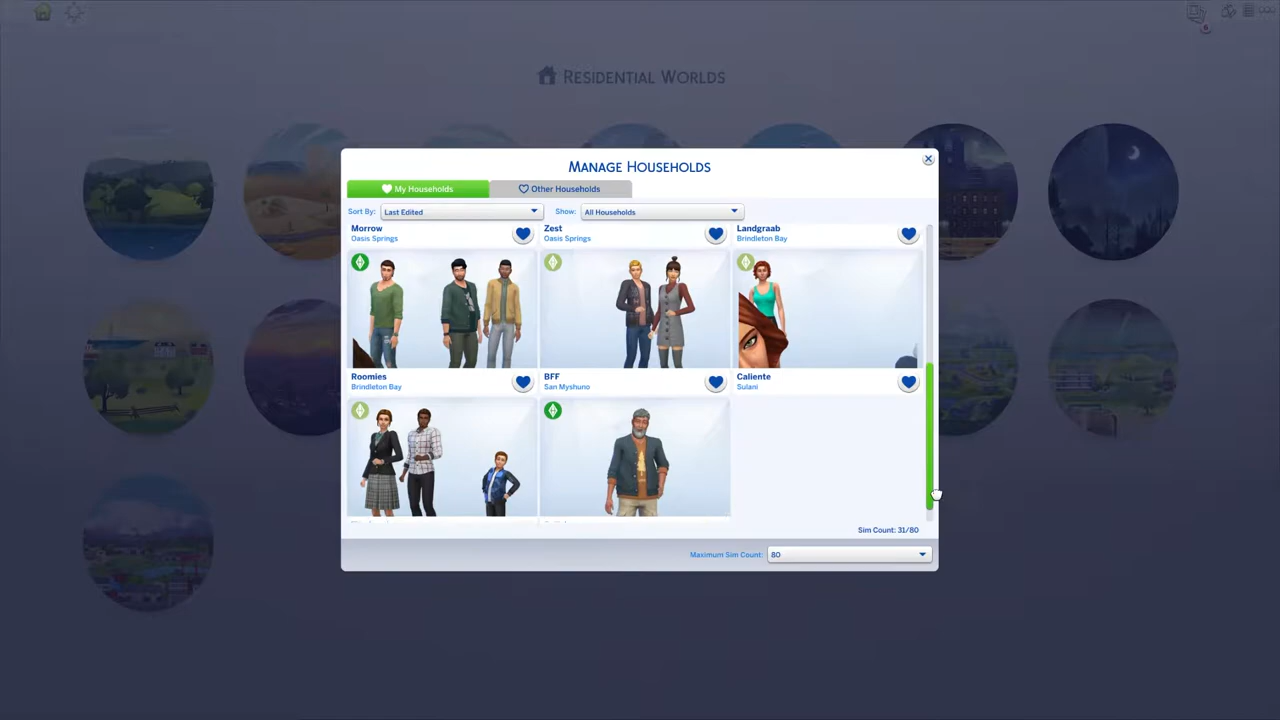 RESIDENTIAL WORLDS
MANAGE HOUSEHOLDS
My Households
Other Households
Sort By: Last Edited
Show: All Households
Morrow
Oasis Springs
Zest
Oasis Springs
Landgraab
Brindleton Bay
Roomies
Brindleton Bay
BFF
San Myshuno
Caliente
Sulani
Sim Count: 31/80
Maximum Sim Count: 80